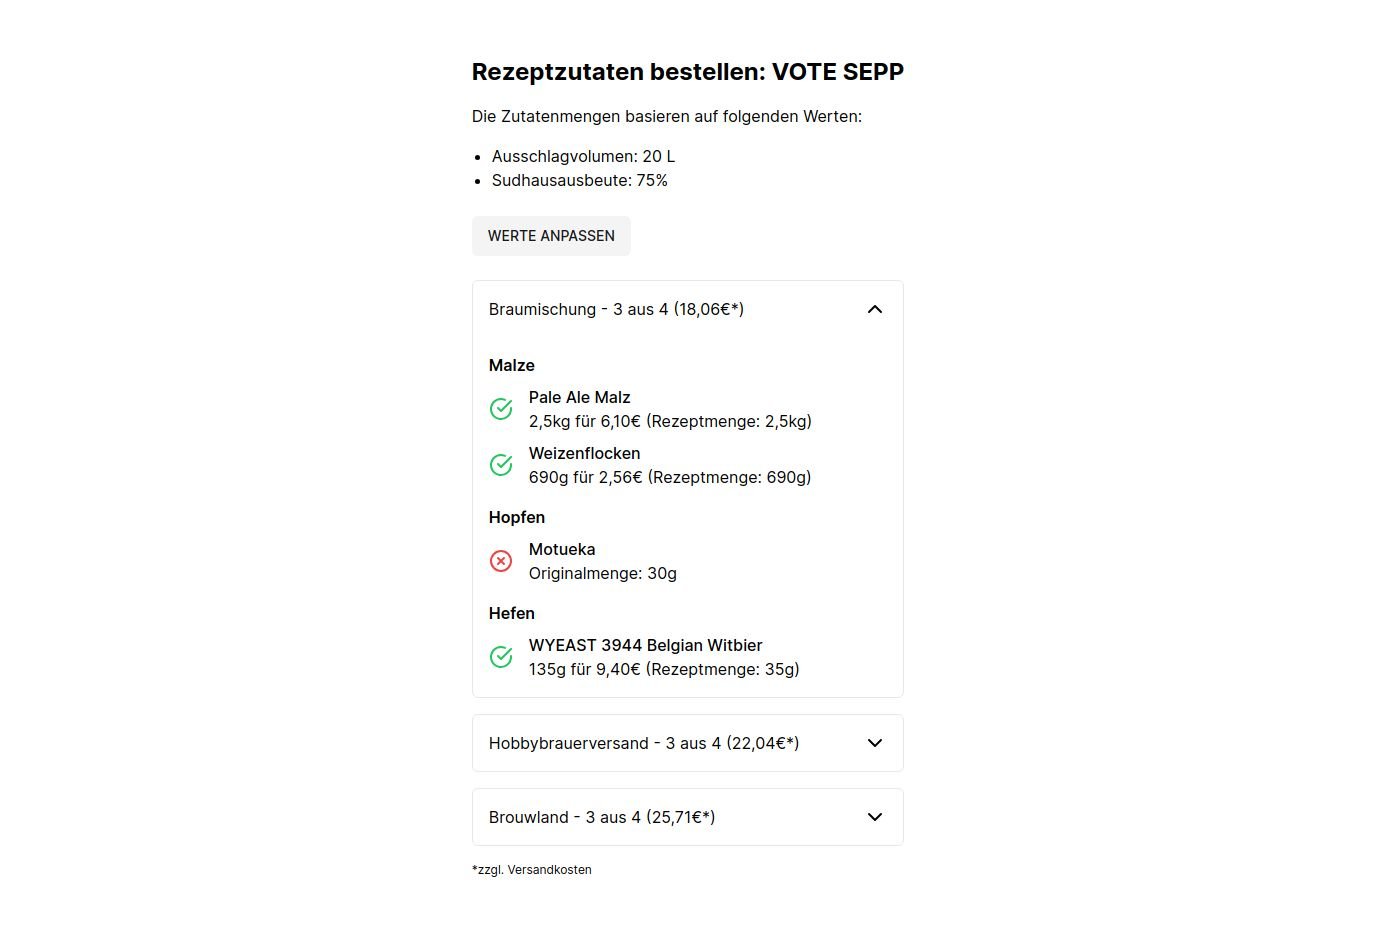 Rezeptzutaten bestellen: VOTE SEPP
Die Zutatenmengen basieren auf folgenden Werten:
• Ausschlagvolumen: 20 L
• Sudhausausbeute: 75%
WERTE ANPASSEN
Braumischung - 3 aus 4 (18,06€*)
Malze
Pale Ale Malz
2,5kg für 6,10€ (Rezeptmenge: 2,5kg)
Weizenflocken
690g für 2,56€ (Rezeptmenge: 690g)
Hopfen
Motueka
Originalmenge: 30g
Hefen
WYEAST 3944 Belgian Witbier
135g für 9,40€ (Rezeptmenge: 35g)
Hobbybrauerversand - 3 aus 4 (22,04€*)
Brouwland - 3 aus 4 (25,71€*)
*zzgl. Versandkosten